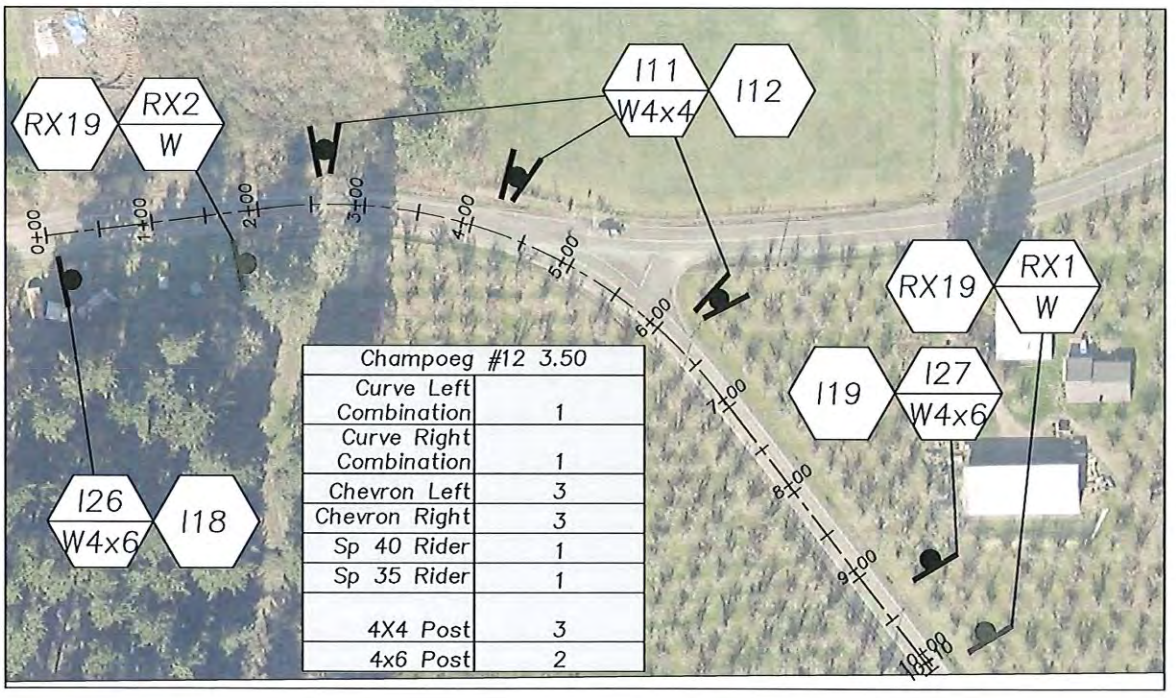 RX19
RX2
W
I11
W4x4
I12
0+00
1+00
2+00
3+00
4+00
5+00
6+00
7+00
8+00
9+00
10+00
RX19
RX1
W
I19
I27
W4x6
I26
W4x6
I18
Champoeg #12 3.50
Curve Left
Combination 1
Curve Right
Combination 1
Chevron Left 3
Chevron Right 3
Sp 40 Rider 1
Sp 35 Rider 1
4X4 Post 3
4x6 Post 2